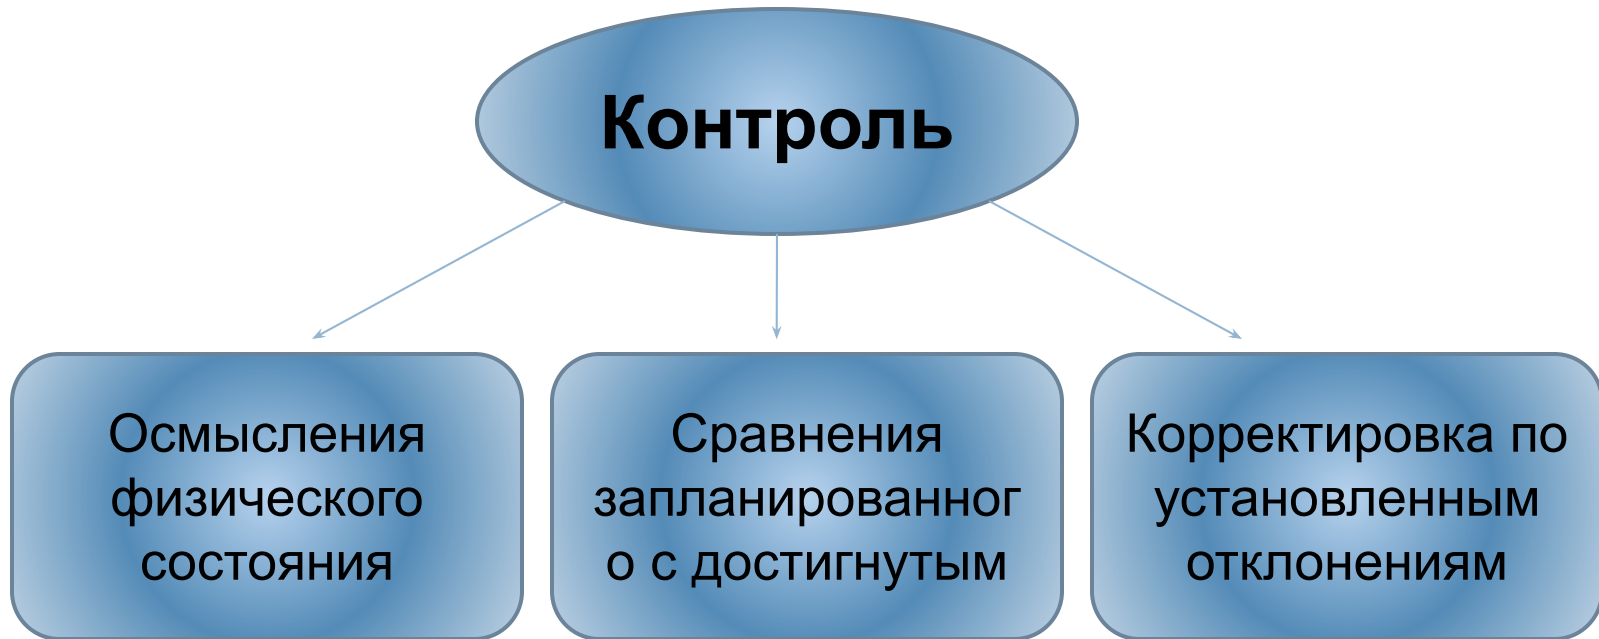 Контроль
Осмысления
физического
состояния
Сравнения
запланированног
о с достигнутым
Корректировка по
установленным
отклонениям